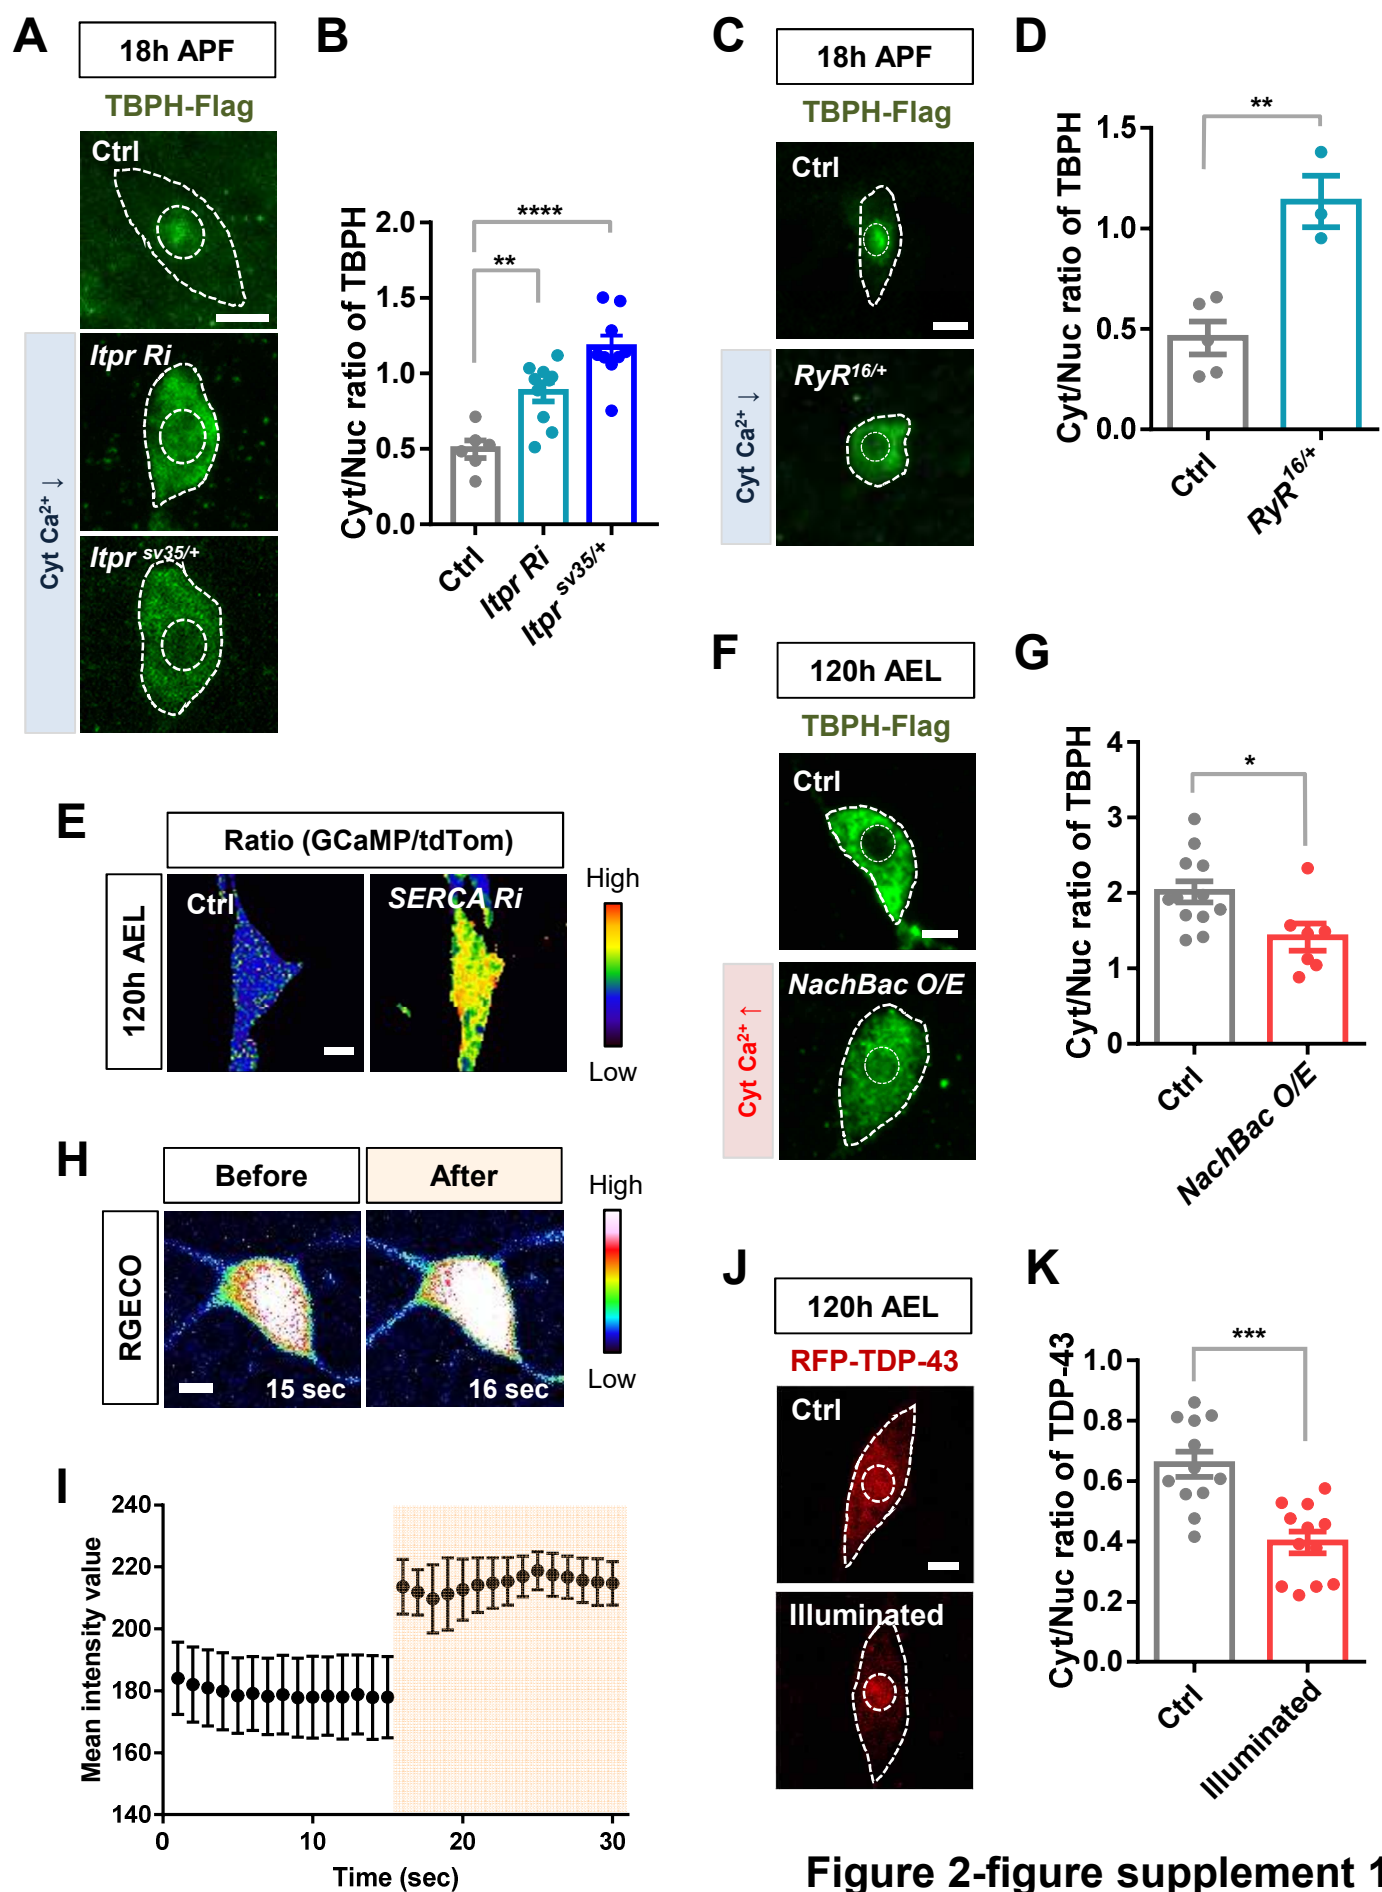 A
18h APF
TBPH-Flag
Ctrl
Itpr Ri
Itpr sv35/+
Cyt Ca2+ ↓
B
Cyt/Nuc ratio of TBPH
2.0
1.5
1.0
0.5
0.0
****
**
Ctrl
Itpr Ri
Itpr sv35/+
C
18h APF
TBPH-Flag
Ctrl
RyR16/+
Cyt Ca2+ ↓
D
Cyt/Nuc ratio of TBPH
1.5
1.0
0.5
0.0
**
Ctrl
RyR16/+
E
Ratio (GCaMP/tdTom)
120h AEL
Ctrl
SERCA Ri
High
Low
F
120h AEL
TBPH-Flag
Ctrl
NachBac O/E
Cyt Ca2+ ↑
G
Cyt/Nuc ratio of TBPH
4
3
2
1
0
*
Ctrl
NachBac O/E
H
Before
After
RGECO
15 sec
16 sec
High
Low
I
Mean intensity value
240
220
200
180
160
140
0
10
20
30
Time (sec)
J
120h AEL
RFP-TDP-43
Ctrl
Illuminated
K
Cyt/Nuc ratio of TDP-43
1.0
0.8
0.6
0.4
0.2
0.0
***
Ctrl
Illuminated
Figure 2-figure supplement 1